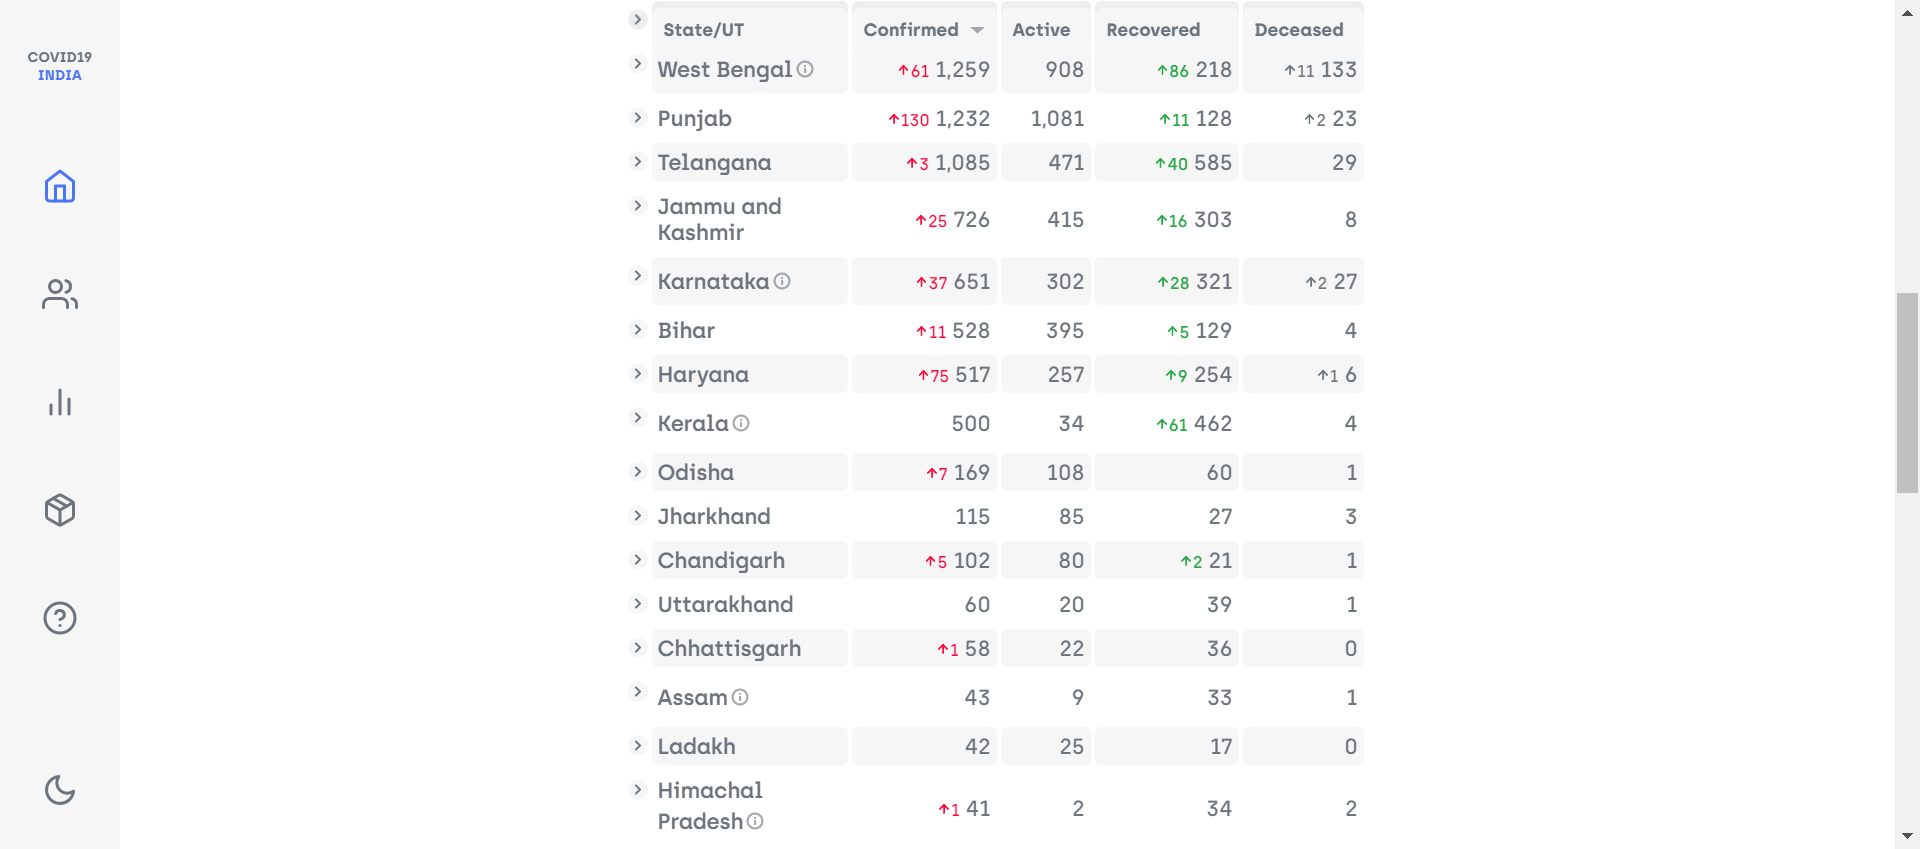 COVID19
INDIA
State/UT Confirmed Active Recovered Deceased
West Bengal ↑61 1,259 908 ↑86 218 ↑11 133
Punjab ↑130 1,232 1,081 ↑11 128 ↑2 23
Telangana ↑3 1,085 471 ↑40 585 29
Jammu and
Kashmir ↑25 726 415 ↑16 303 8
Karnataka ↑37 651 302 ↑28 321 ↑2 27
Bihar ↑11 528 395 ↑5 129 4
Haryana ↑75 517 257 ↑9 254 ↑1 6
Kerala 500 34 ↑61 462 4
Odisha ↑7 169 108 60 1
Jharkhand 115 85 27 3
Chandigarh ↑5 102 80 ↑2 21 1
Uttarakhand 60 20 39 1
Chhattisgarh ↑1 58 22 36 0
Assam 43 9 33 1
Ladakh 42 25 17 0
Himachal
Pradesh ↑1 41 2 34 2